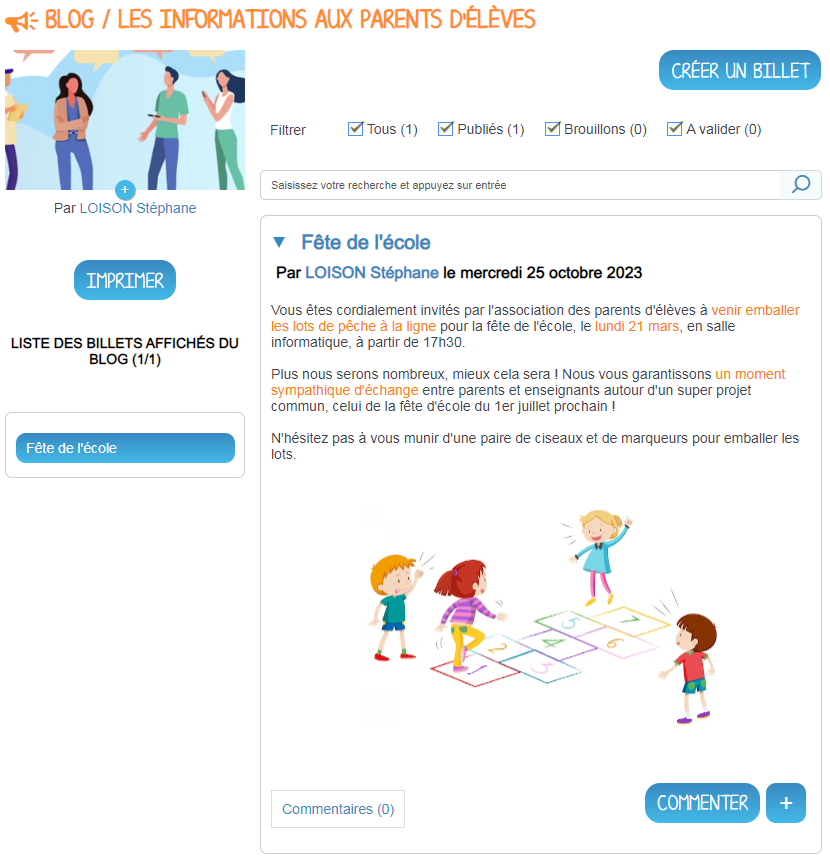 BLOG / LES INFORMATIONS AUX PARENTS D'ÉLÈVES
CRÉER UN BILLET
Filtrer
Tous (1)
Publiés (1)
Brouillons (0)
A valider (0)
Saisissez votre recherche et appuyez sur entrée
+
Par LOISON Stéphane
IMPRIMER
LISTE DES BILLETS AFFICHÉS DU
BLOG (1/1)
Fête de l'école
Fête de l'école
Par LOISON Stéphane le mercredi 25 octobre 2023
Vous êtes cordialement invités par l'association des parents d'élèves à venir emballer
les lots de pêche à la ligne pour la fête de l'école, le lundi 21 mars, en salle
informatique, à partir de 17h30.
Plus nous serons nombreux, mieux cela sera ! Nous vous garantissons un moment
sympathique d'échange entre parents et enseignants autour d'un super projet
commun, celui de la fête d'école du 1er juillet prochain !
N'hésitez pas à vous munir d'une paire de ciseaux et de marqueurs pour emballer les
lots.
5
7
2
4
6
1
3
Commentaires (0)
COMMENTER
+